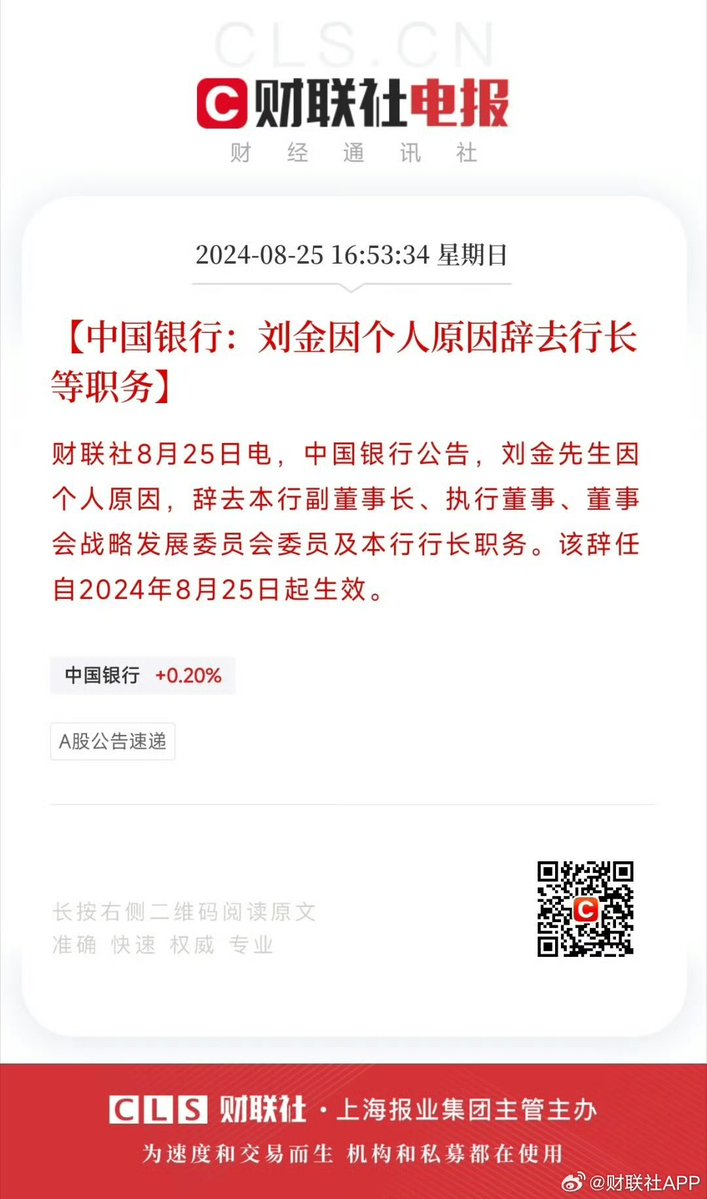 CLS.CN
C 财联社电报
财经通讯社
2024-08-25 16:53:34 星期日
【中国银行：刘金因个人原因辞去行长
等职务】
财联社8月25日电，中国银行公告，刘金先生因
个人原因，辞去本行副董事长、执行董事、董事
会战略发展委员会委员及本行行长职务。该辞任
自2024年8月25日起生效。
中国银行 +0.20%
A股公告速递
长按右侧二维码阅读原文
准确 快速 权威 专业
C
CLS 财联社·上海报业集团主管主办
为速度和交易而生 机构和私募都在使用
@财联社APP